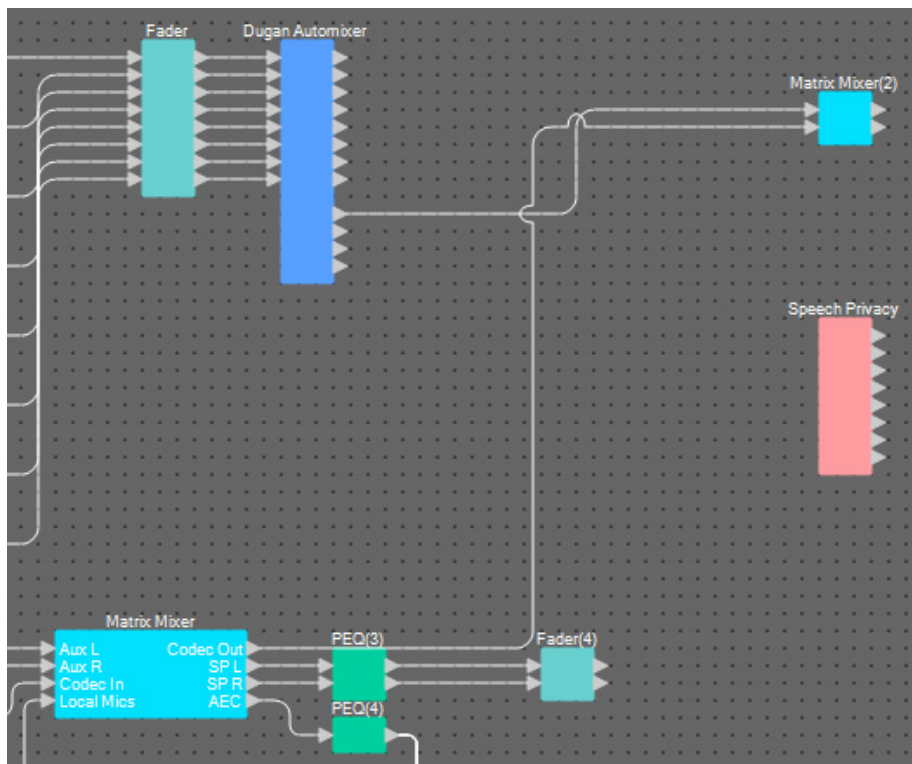 Fader
Dugan Automixer
Matrix Mixer(2)
Speech Privacy
Matrix Mixer
Aux L
Codec Out
Aux R
SP L
Codec In
SP R
Local Mics
AEC
PEQ(3)
Fader(4)
PEQ(4)